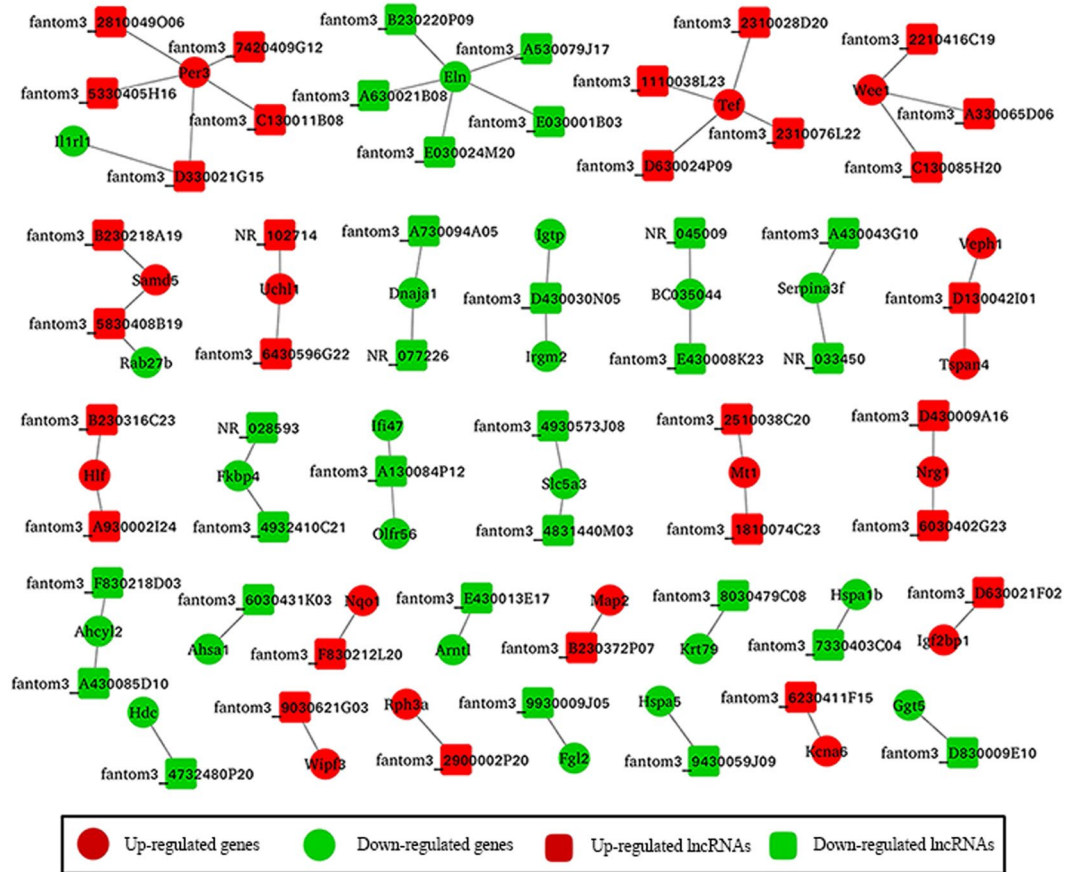 fantom3_2810049O06
fantom3_7420409G12
Per3
fantom3_5330405H16
fantom3_C130011B08
Il1rl1
fantom3_D330021G15
fantom3_B230220P09
fantom3_A530079J17
Eln
fantom3_A630021B08
fantom3_E030001B03
fantom3_E030024M20
fantom3_2310028D20
fantom3_1110038L23
Tef
fantom3_2310076L22
fantom3_D630024P09
fantom3_2210416C19
Wee1
fantom3_A330065D06
fantom3_C130085H20
fantom3_B230218A19
Samd5
fantom3_5830408B19
Rab27b
NR_102714
Uchl1
fantom3_6430596G22
fantom3_A730094A05
Dnaja1
NR_077226
Igtp
fantom3_D430030N05
Irgm2
NR_045009
BC035044
fantom3_E430008K23
fantom3_A430043G10
Serpina3f
NR_033450
Veph1
fantom3_D130042I01
Tspan4
fantom3_B230316C23
Hlf
fantom3_A930002I24
NR_028593
Fkbp4
fantom3_4932410C21
Ifi47
fantom3_A130084P12
Olfr56
fantom3_4930573J08
Slc5a3
fantom3_4831440M03
fantom3_2510038C20
Mt1
fantom3_1810074C23
fantom3_D430009A16
Nrg1
fantom3_6030402G23
fantom3_F830218D03
Ahcyl2
fantom3_A430085D10
fantom3_6030431K03
Ahsa1
Nqo1
fantom3_F830212L20
fantom3_E430013E17
Arntl
Map2
fantom3_B230372P07
fantom3_8030479C08
Krt79
Hspa1b
fantom3_7330403C04
fantom3_D630021F02
Igf2bp1
Hdc
fantom3_4732480P20
fantom3_9030621G03
Wipf3
Rph3a
fantom3_2900002P20
fantom3_9930009J05
Fgl2
Hspa5
fantom3_9430059J09
fantom3_6230411F15
Kcna6
Ggt5
fantom3_D830009E10
Up-regulated genes
Down-regulated genes
Up-regulated lncRNAs
Down-regulated lncRNAs